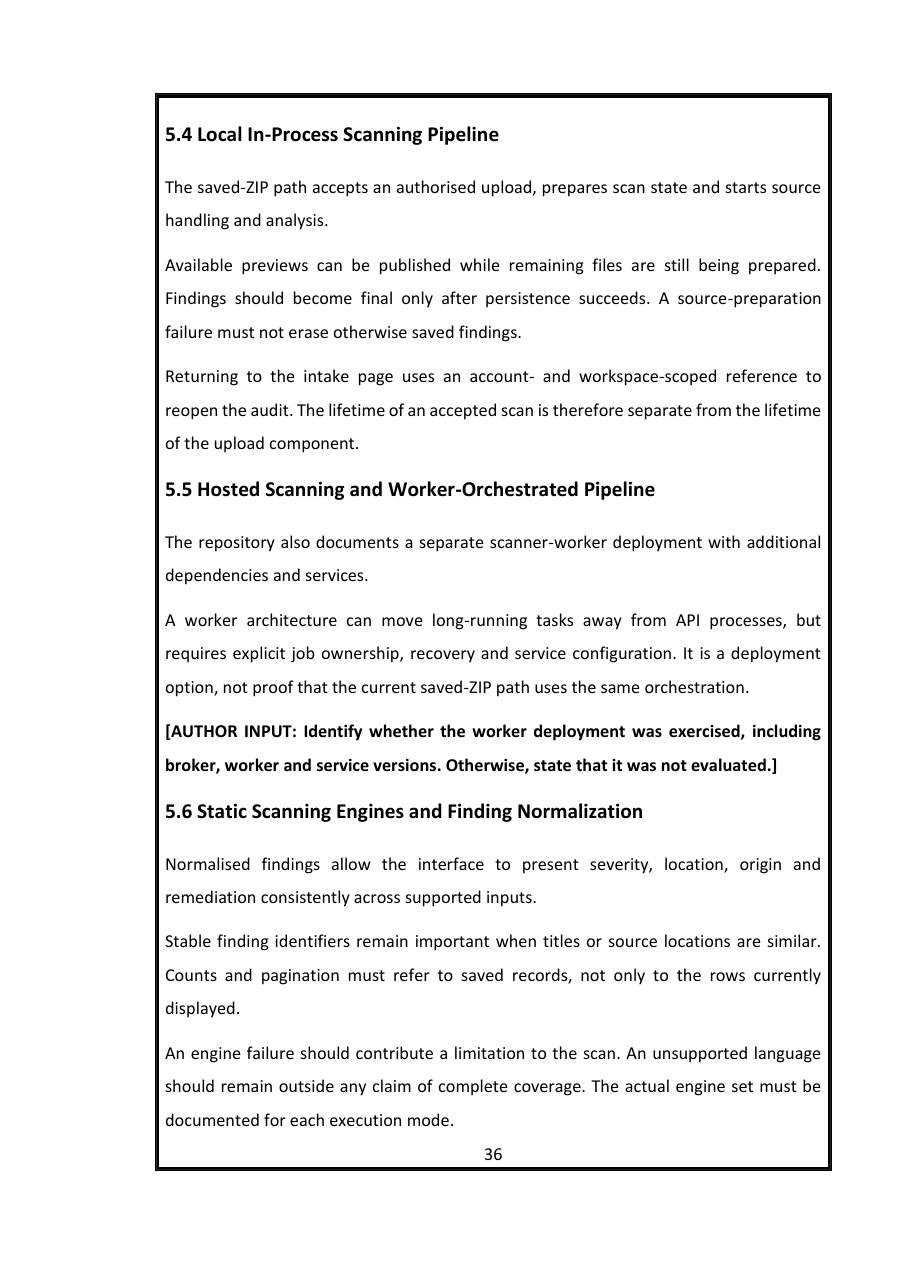 5.4 Local In-Process Scanning Pipeline
The saved-ZIP path accepts an authorised upload, prepares scan state and starts source
handling and analysis.
Available previews can be published while remaining files are still being prepared.
Findings should become final only after persistence succeeds. A source-preparation
failure must not erase otherwise saved findings.
Returning to the intake page uses an account- and workspace-scoped reference to
reopen the audit. The lifetime of an accepted scan is therefore separate from the lifetime
of the upload component.
5.5 Hosted Scanning and Worker-Orchestrated Pipeline
The repository also documents a separate scanner-worker deployment with additional
dependencies and services.
A worker architecture can move long-running tasks away from API processes, but
requires explicit job ownership, recovery and service configuration. It is a deployment
option, not proof that the current saved-ZIP path uses the same orchestration.
[AUTHOR INPUT: Identify whether the worker deployment was exercised, including
broker, worker and service versions. Otherwise, state that it was not evaluated.]
5.6 Static Scanning Engines and Finding Normalization
Normalised findings allow the interface to present severity, location, origin and
remediation consistently across supported inputs.
Stable finding identifiers remain important when titles or source locations are similar.
Counts and pagination must refer to saved records, not only to the rows currently
displayed.
An engine failure should contribute a limitation to the scan. An unsupported language
should remain outside any claim of complete coverage. The actual engine set must be
documented for each execution mode.
36